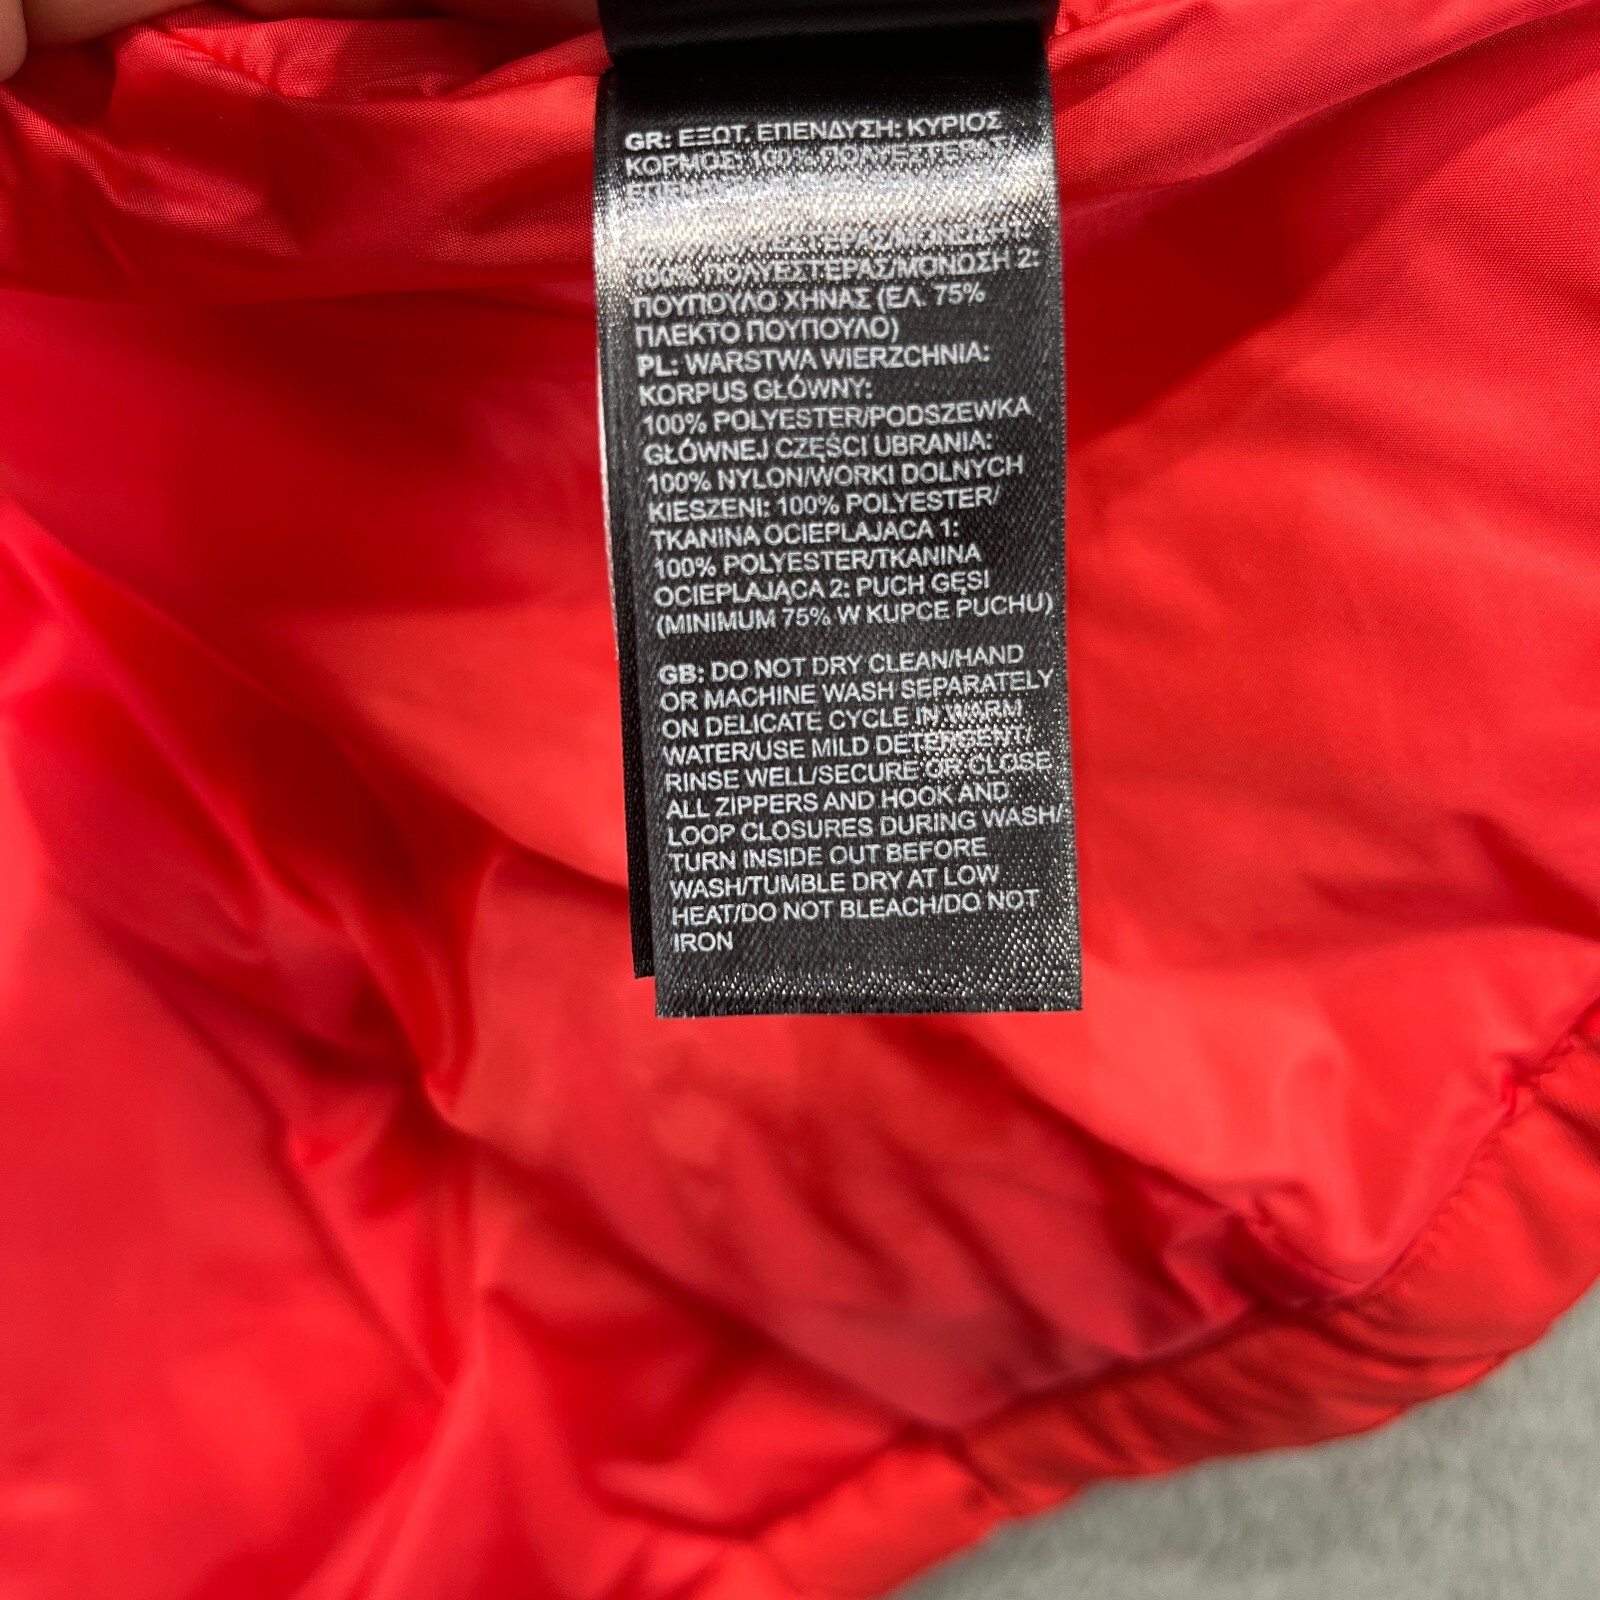 GR: ΕΞΩΤ. ΕΠΕΝΔΥΣΗ: ΚΥΡΙΟΣ
ΚΟΡΜΟΣ: 100% ΠΟΛΥΕΣΤΕΡΑΣ/
100% ΠΟΛΥΕΣΤΕΡΑΣ/ΜΟΝΩΣΗ 2:
ΠΟΥΠΟΥΛΟ ΧΗΝΑΣ (ΕΛ. 75%
ΠΛΕΚΤΟ ΠΟΥΠΟΥΛΟ)
PL: WARSTWA WIERZCHNIA:
KORPUS GŁÓWNY:
100% POLYESTER/PODSZEWKA
GŁÓWNEJ CZĘŚCI UBRANIA:
100% NYLON/WORKI DOLNYCH
KIESZENI: 100% POLYESTER/
TKANINA OCIEPLAJACA 1:
100% POLYESTER/TKANINA
OCIEPLAJĄCA 2: PUCH GĘSI
(MINIMUM 75% W KUPCE PUCHU)
GB: DO NOT DRY CLEAN/HAND
OR MACHINE WASH SEPARATELY
ON DELICATE CYCLE IN WARM
WATER/USE MILD DETERGENT/
RINSE WELL/SECURE OR CLOSE
ALL ZIPPERS AND HOOK AND
LOOP CLOSURES DURING WASH/
TURN INSIDE OUT BEFORE
WASH/TUMBLE DRY AT LOW
HEAT/DO NOT BLEACH/DO NOT
IRON